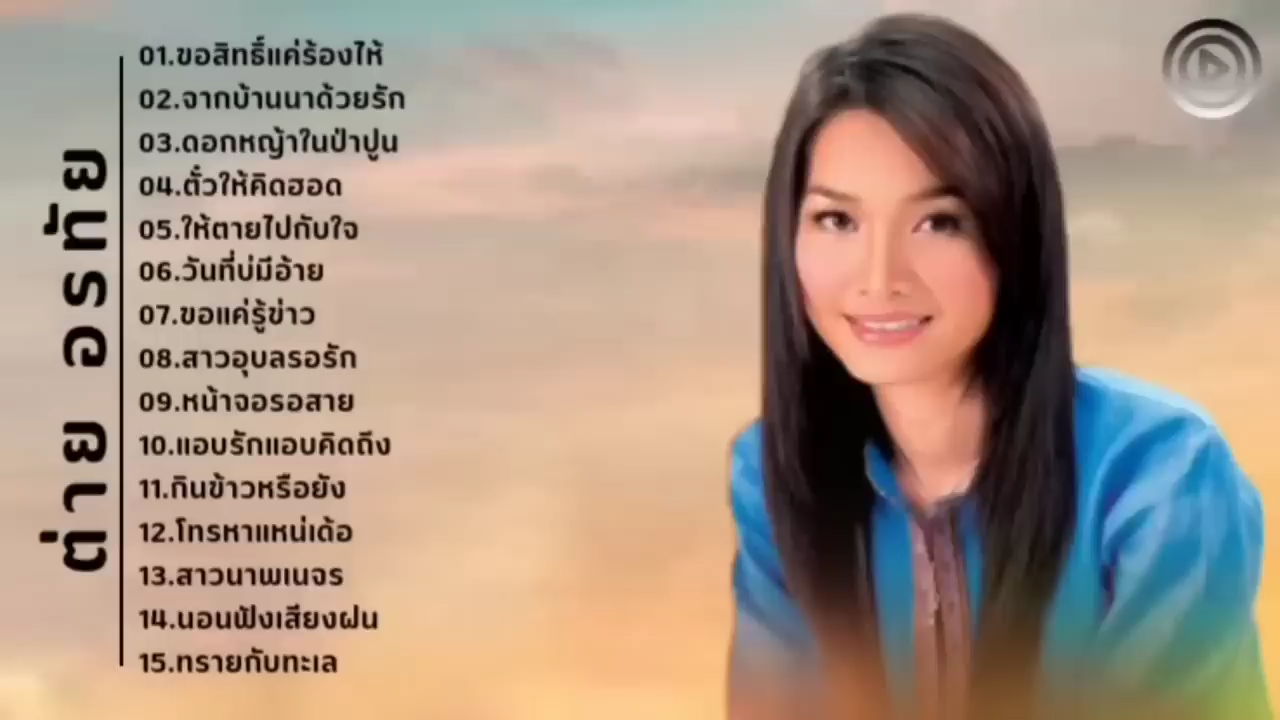 ต่าย อรทัย
01.ขอสิทธิ์แค่ร้องไห้
02.จากบ้านนาด้วยรัก
03.ดอกหญ้าในป่าปูน
04.ตั๋วให้คิดฮอด
05.ให้ตายไปกับใจ
06.วันที่บ่มีอ้าย
07.ขอแค่รู้ข่าว
08.สาวอุบลรอรัก
09.หน้าจอรอสาย
10.แอบรักแอบคิดถึง
11.กินข้าวหรือยัง
12.โทรหาแหน่เด้อ
13.สาวนาพเนจร
14.นอนฟังเสียงฝน
15.ทรายกับทะเล